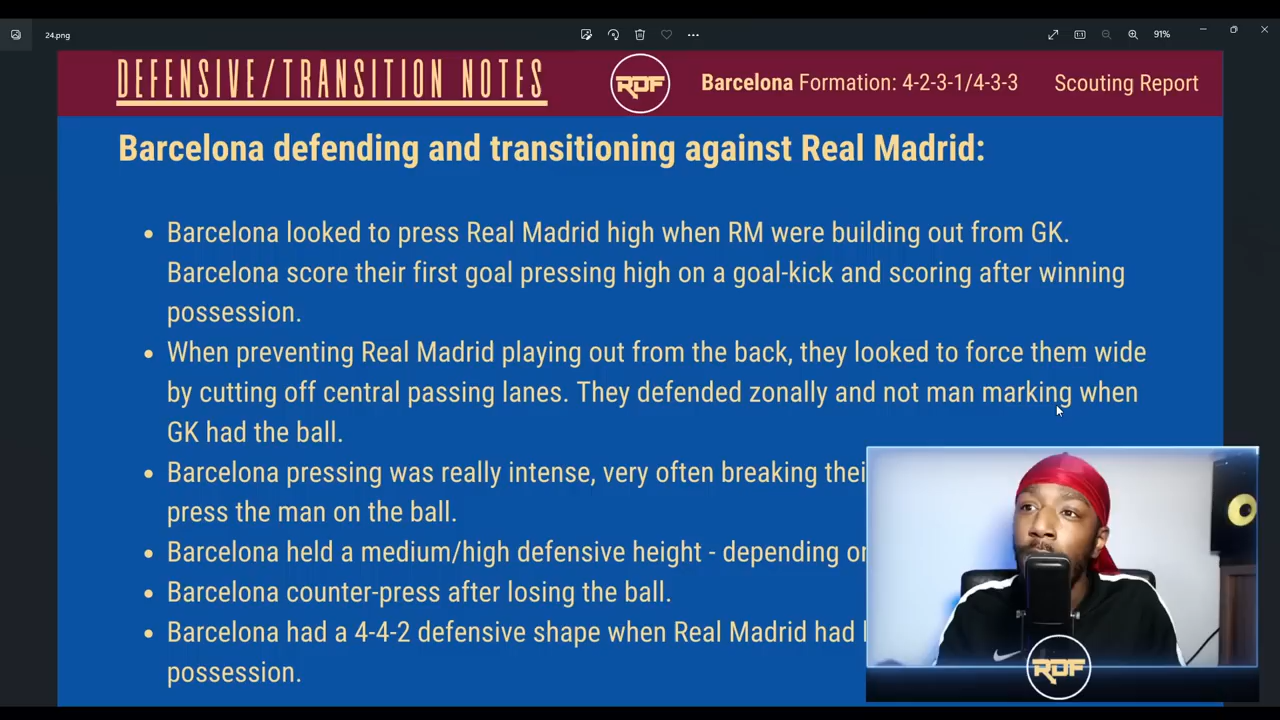 24.png
91%
DEFENSIVE/TRANSITION NOTES
RDF
Barcelona Formation: 4-2-3-1/4-3-3
Scouting Report
Barcelona defending and transitioning against Real Madrid:
• Barcelona looked to press Real Madrid high when RM were building out from GK.
Barcelona score their first goal pressing high on a goal-kick and scoring after winning
possession.
• When preventing Real Madrid playing out from the back, they looked to force them wide
by cutting off central passing lanes. They defended zonally and not man marking when
GK had the ball.
• Barcelona pressing was really intense, very often breaking
press the man on the ball.
• Barcelona held a medium/high defensive height - depending
• Barcelona counter-press after losing the ball.
• Barcelona had a 4-4-2 defensive shape when Real Madrid had
possession.
RDF